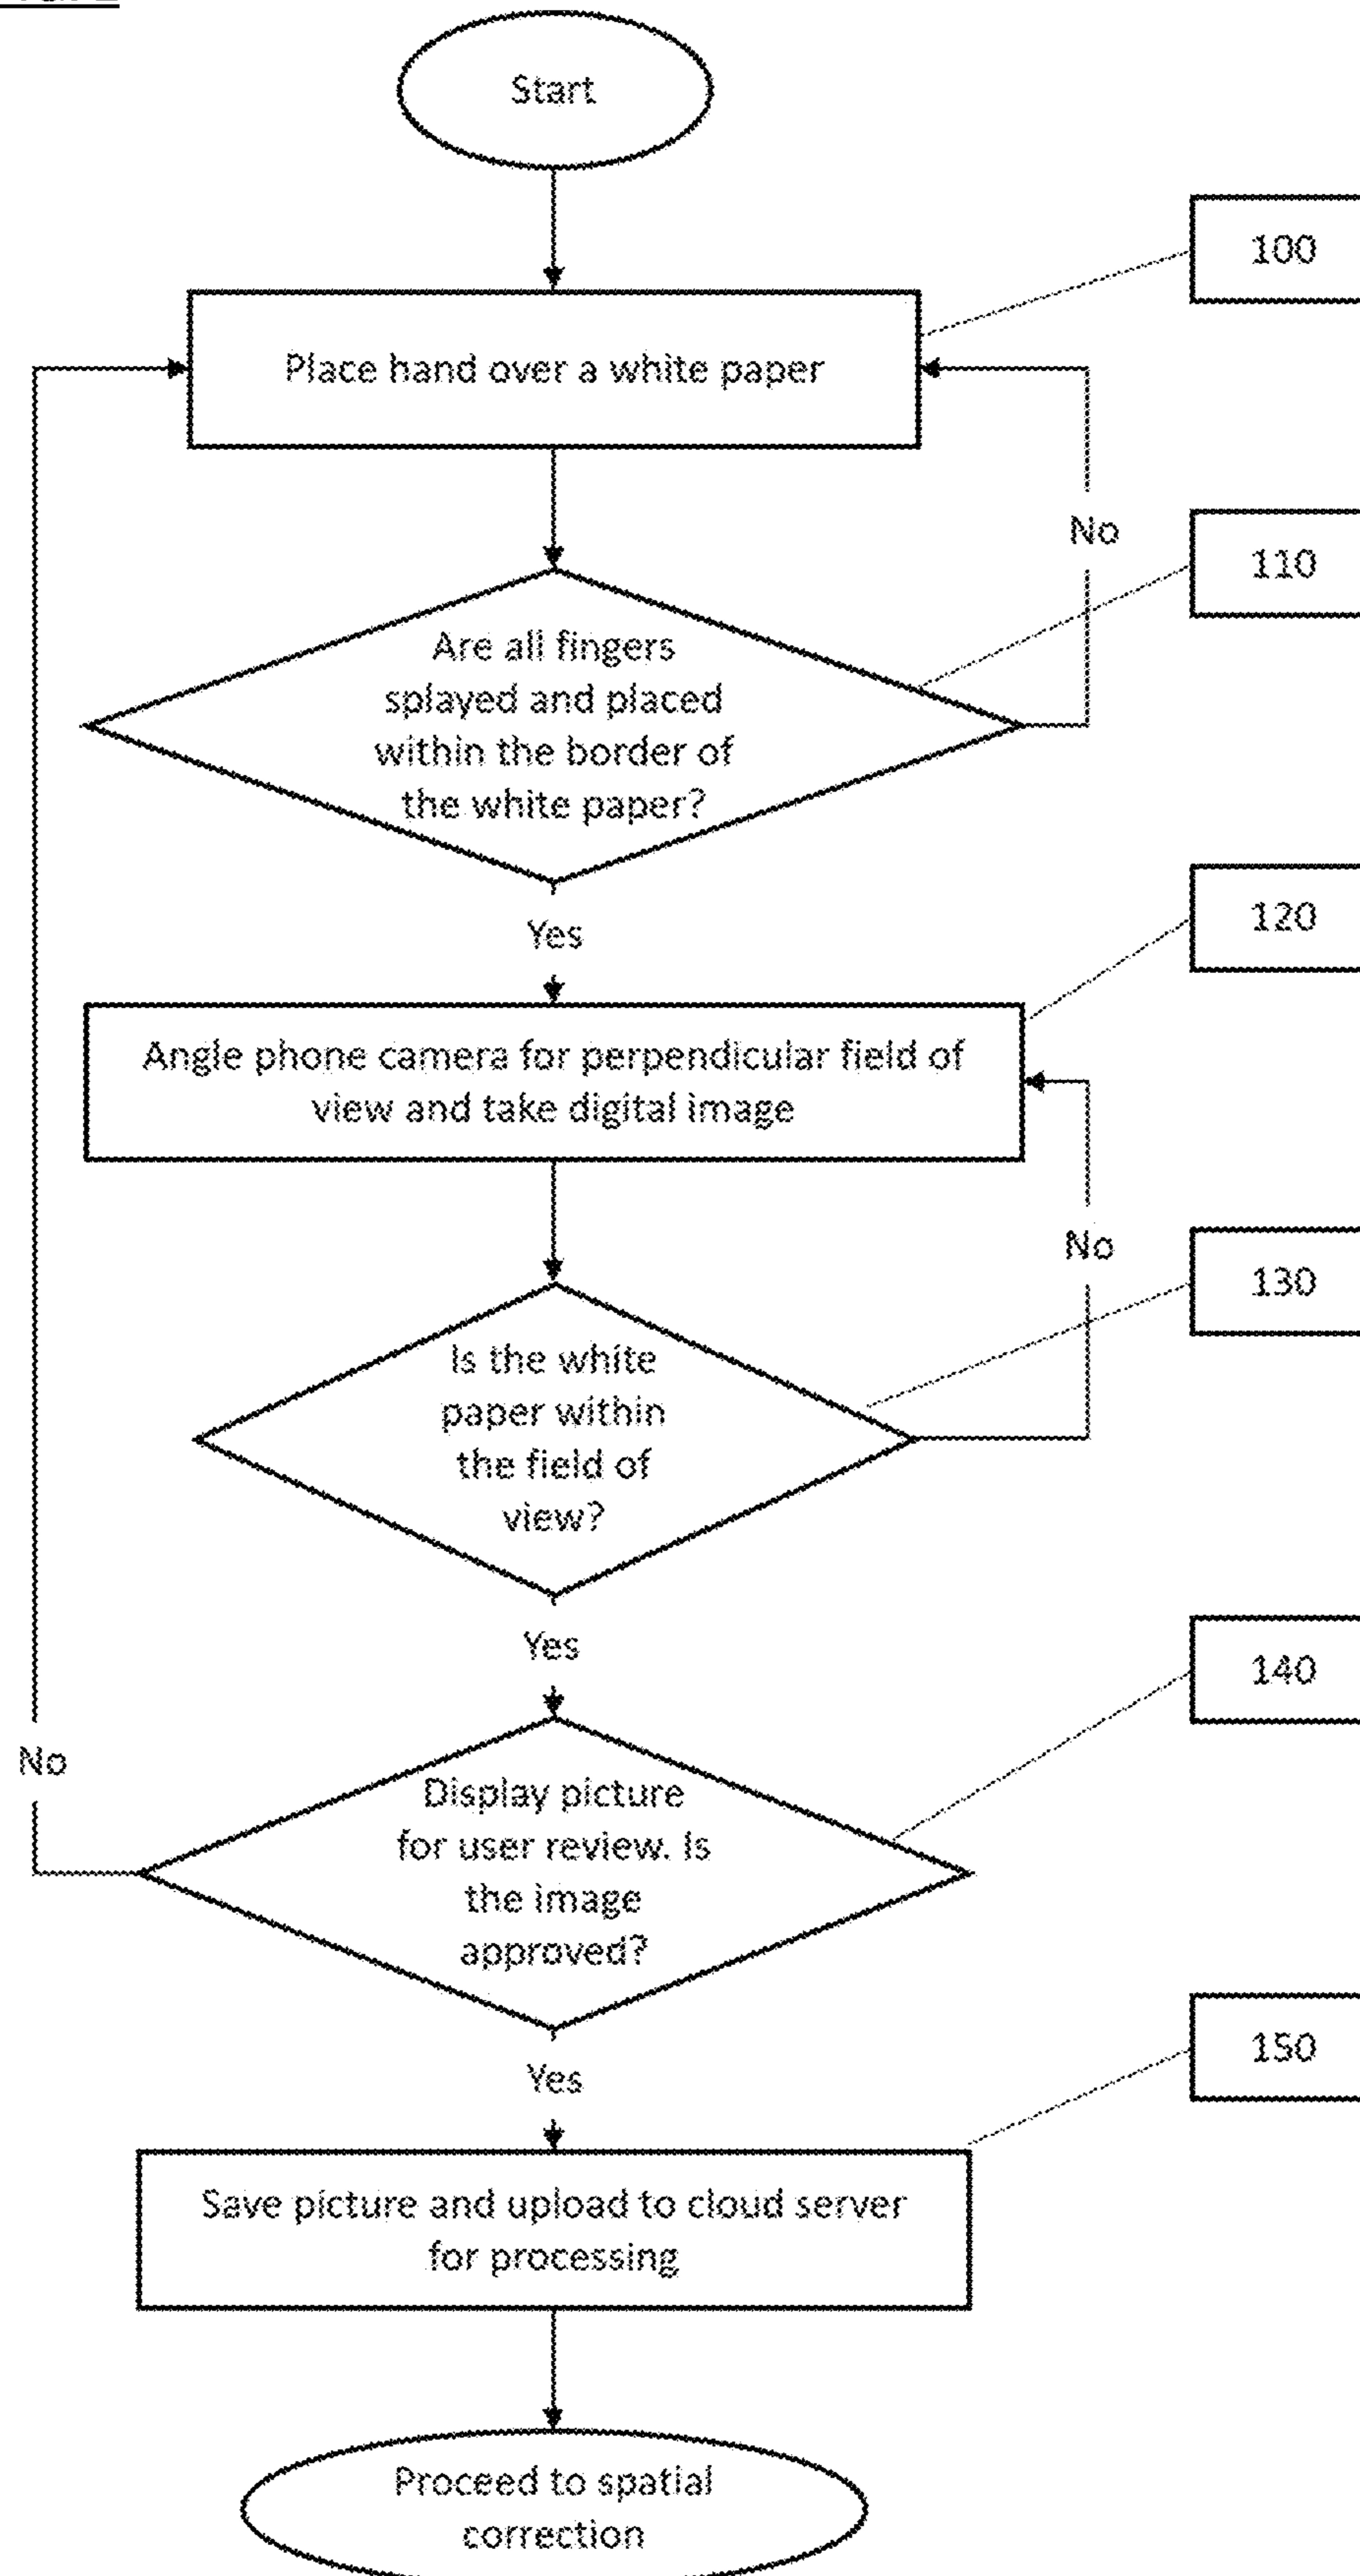 Start
100
Place hand over a white paper
No
110
Are all fingers
splayed and placed
within the border of
the white paper?
Yes
120
Angle phone camera for perpendicular field of
view and take digital image
No
130
Is the white
paper within
the field of
view?
Yes
140
No
Display picture
for user review. Is
the image
approved?
150
Yes
Save picture and upload to cloud server
for processing
Proceed to spatial
correction